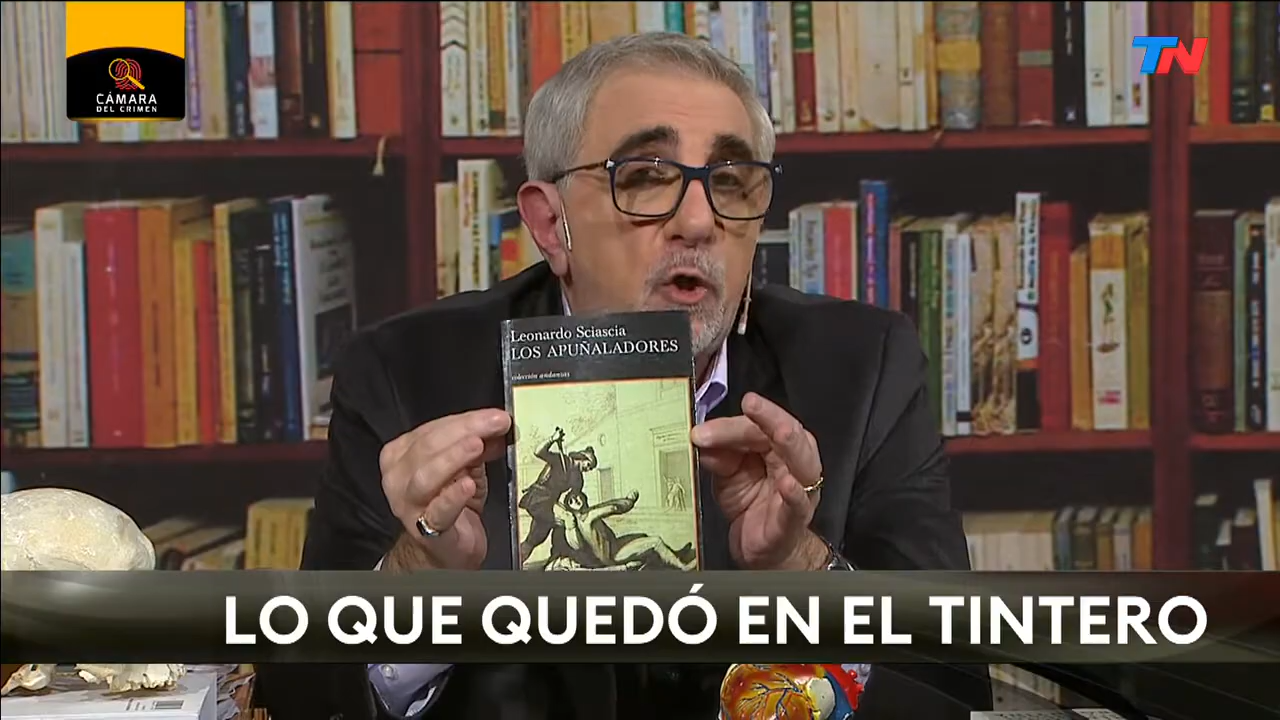 CÁMARA
DEL CRIMEN
TN
Leonardo Sciascia
LOS APUÑALADORES
colección andanzas
LO QUE QUEDÓ EN EL TINTERO